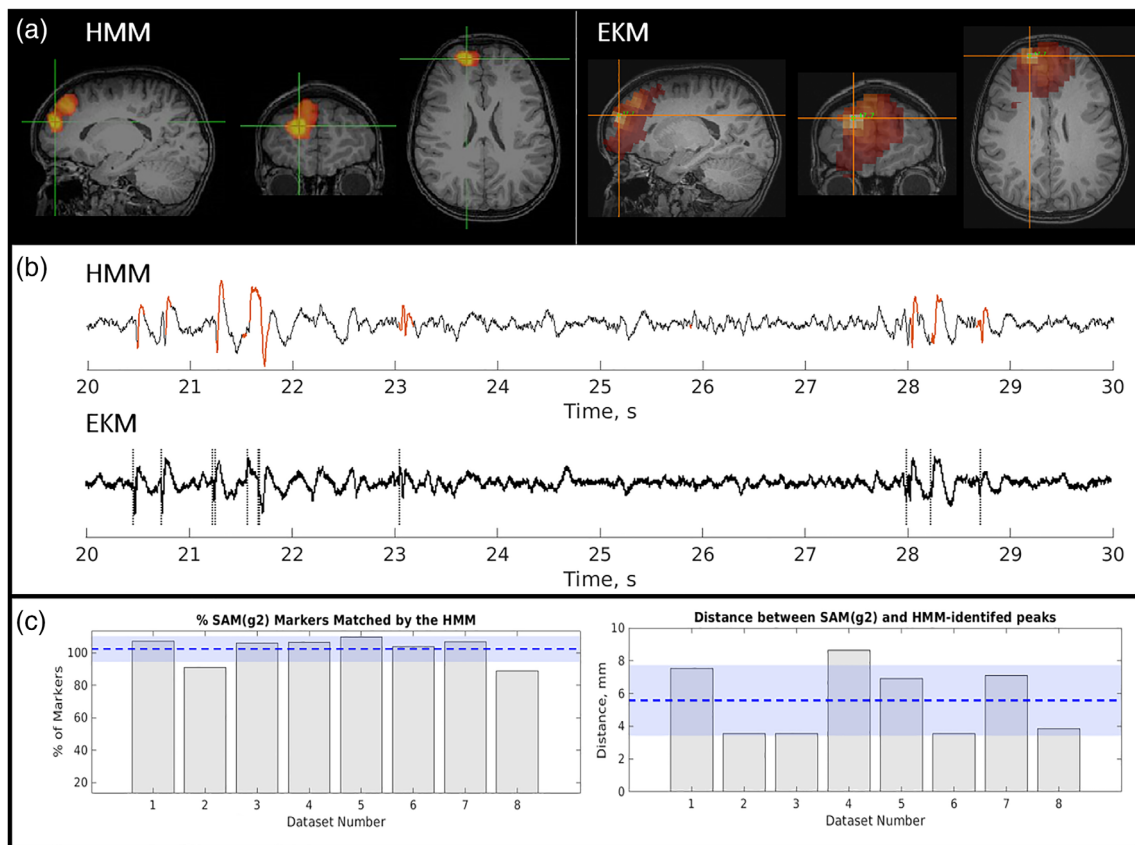 (a) HMM EKM
(b) HMM
20 21 22 23 24 25 26 27 28 29 30
Time, s
EKM
20 21 22 23 24 25 26 27 28 29 30
Time, s
(c)
% SAM(g2) Markers Matched by the HMM
% of Markers
100
80
60
40
20
1 2 3 4 5 6 7 8
Dataset Number
Distance between SAM(g2) and HMM-identifed peaks
Distance, mm
10
8
6
4
2
0
1 2 3 4 5 6 7 8
Dataset Number